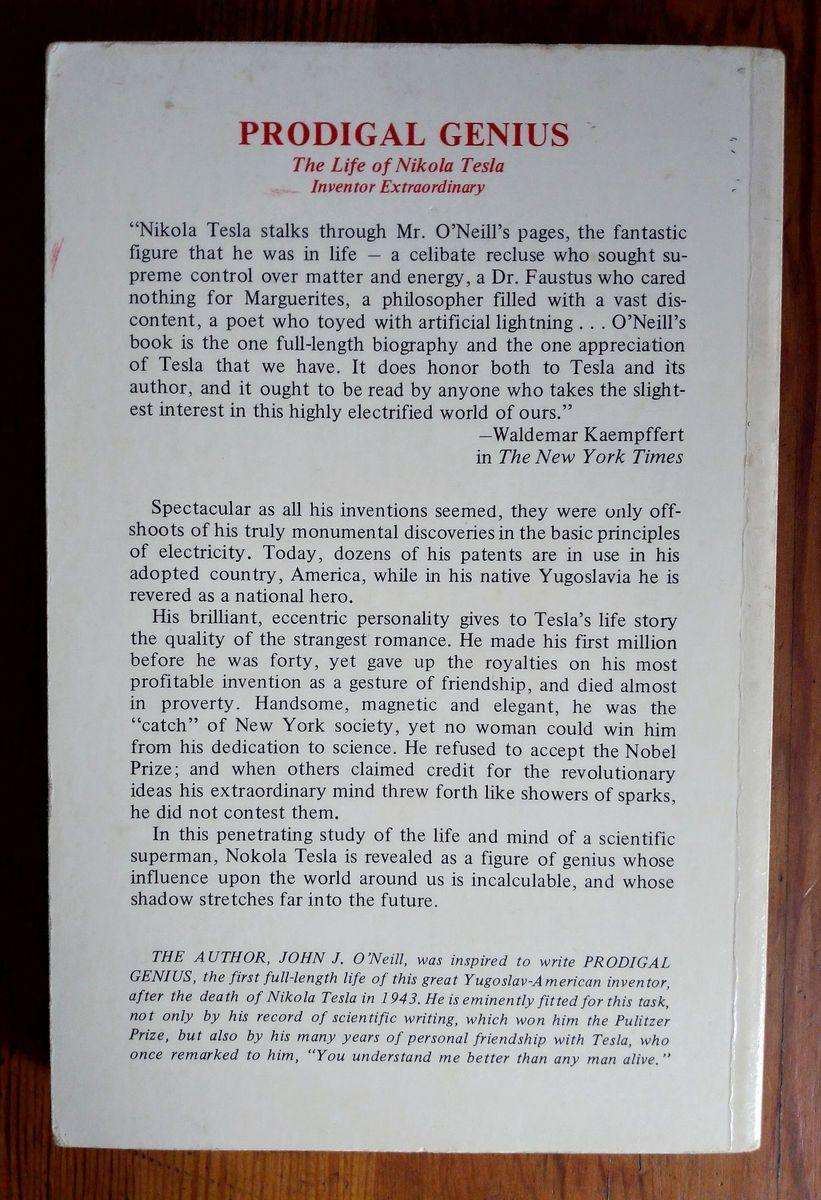 PRODIGAL GENIUS
The Life of Nikola Tesla
Inventor Extraordinary
“Nikola Tesla stalks through Mr. O’Neill’s pages, the fantastic
figure that he was in life — a celibate recluse who sought su-
preme control over matter and energy, a Dr. Faustus who cared
nothing for Marguerites, a philosopher filled with a vast dis-
content, a poet who toyed with artificial lightning . . . O’Neill’s
book is the one full-length biography and the one appreciation
of Tesla that we have. It does honor both to Tesla and its
author, and it ought to be read by anyone who takes the slight-
est interest in this highly electrified world of ours.”
—Waldemar Kaempffert
in The New York Times
Spectacular as all his inventions seemed, they were only off-
shoots of his truly monumental discoveries in the basic principles
of electricity. Today, dozens of his patents are in use in his
adopted country, America, while in his native Yugoslavia he is
revered as a national hero.
His brilliant, eccentric personality gives to Tesla’s life story
the quality of the strangest romance. He made his first million
before he was forty, yet gave up the royalties on his most
profitable invention as a gesture of friendship, and died almost
in proverty. Handsome, magnetic and elegant, he was the
“catch” of New York society, yet no woman could win him
from his dedication to science. He refused to accept the Nobel
Prize; and when others claimed credit for the revolutionary
ideas his extraordinary mind threw forth like showers of sparks,
he did not contest them.
In this penetrating study of the life and mind of a scientific
superman, Nokola Tesla is revealed as a figure of genius whose
influence upon the world around us is incalculable, and whose
shadow stretches far into the future.
THE AUTHOR, JOHN J. O’Neill, was inspired to write PRODIGAL
GENIUS, the first full-length life of this great Yugoslav-American inventor,
after the death of Nikola Tesla in 1943. He is eminently fitted for this task,
not only by his record of scientific writing, which won him the Pulitzer
Prize, but also by his many years of personal friendship with Tesla, who
once remarked to him, “You understand me better than any man alive.”